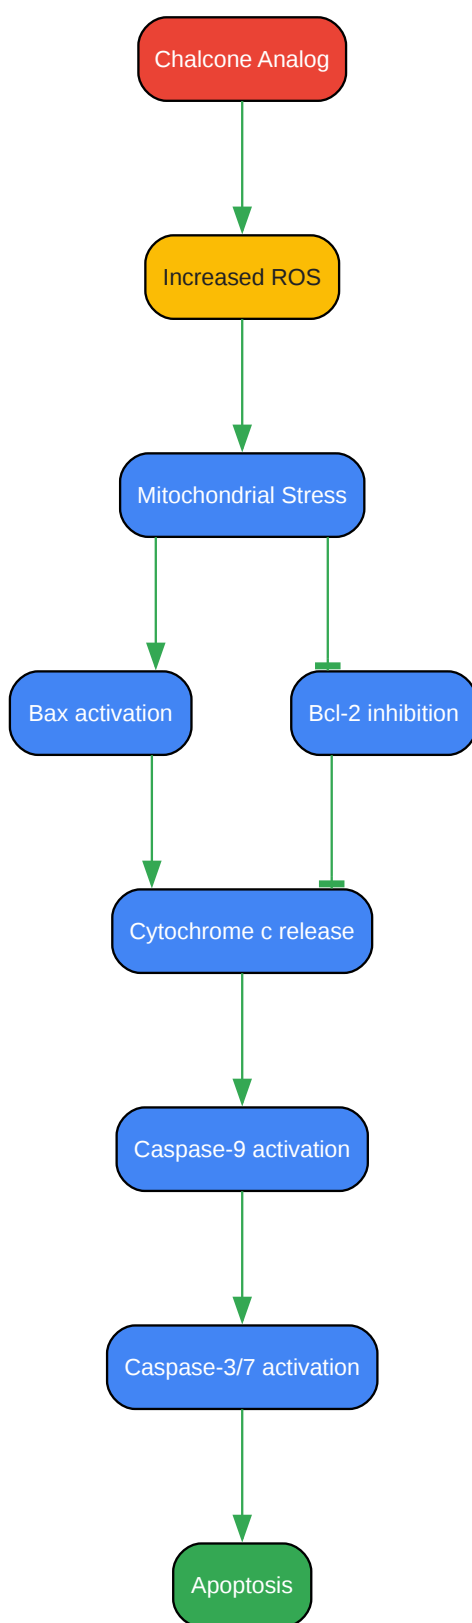 Chalcone Analog
Increased ROS
Mitochondrial Stress
Bax activation
Bcl-2 inhibition
Cytochrome c release
Caspase-9 activation
Caspase-3/7 activation
Apoptosis